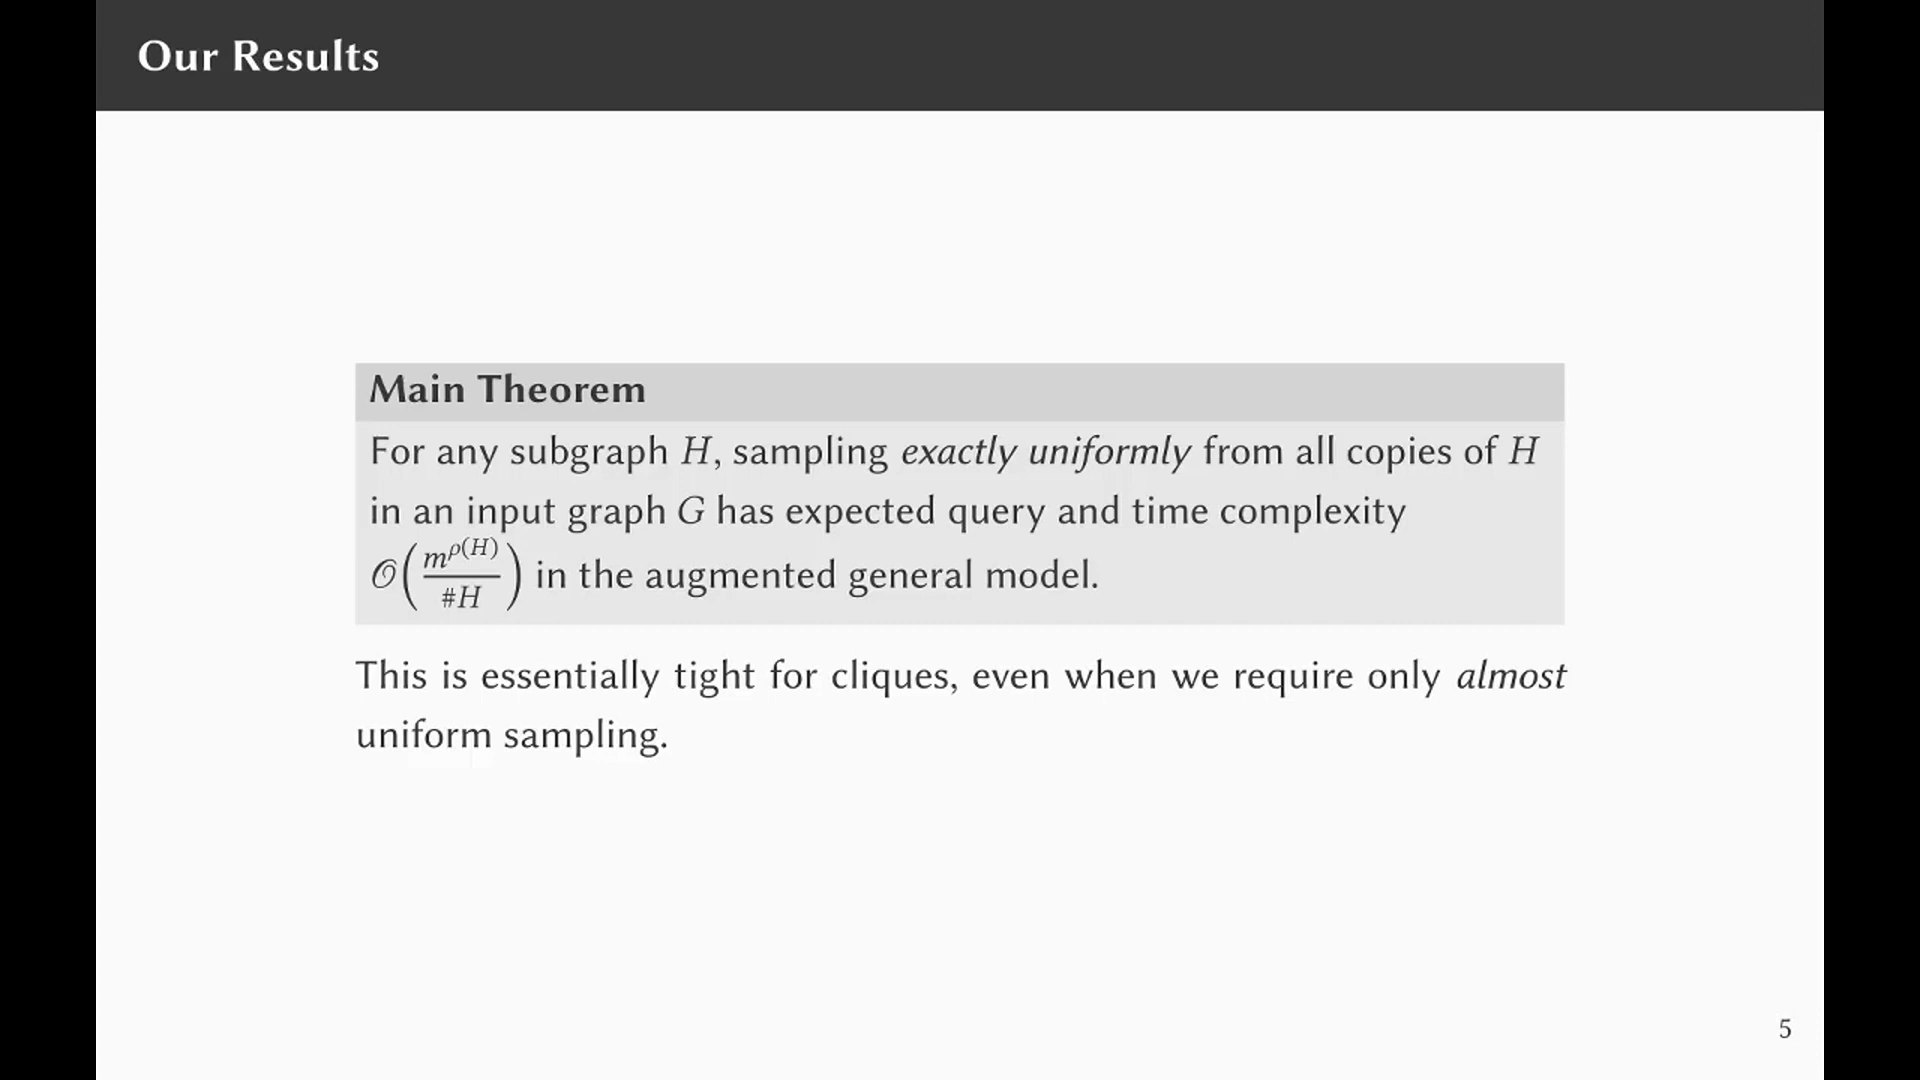 Our Results
Main Theorem
For any subgraph H, sampling exactly uniformly from all copies of H
in an input graph G has expected query and time complexity
𝒪(m^ρ(H) / #H) in the augmented general model.
This is essentially tight for cliques, even when we require only almost
uniform sampling.
5